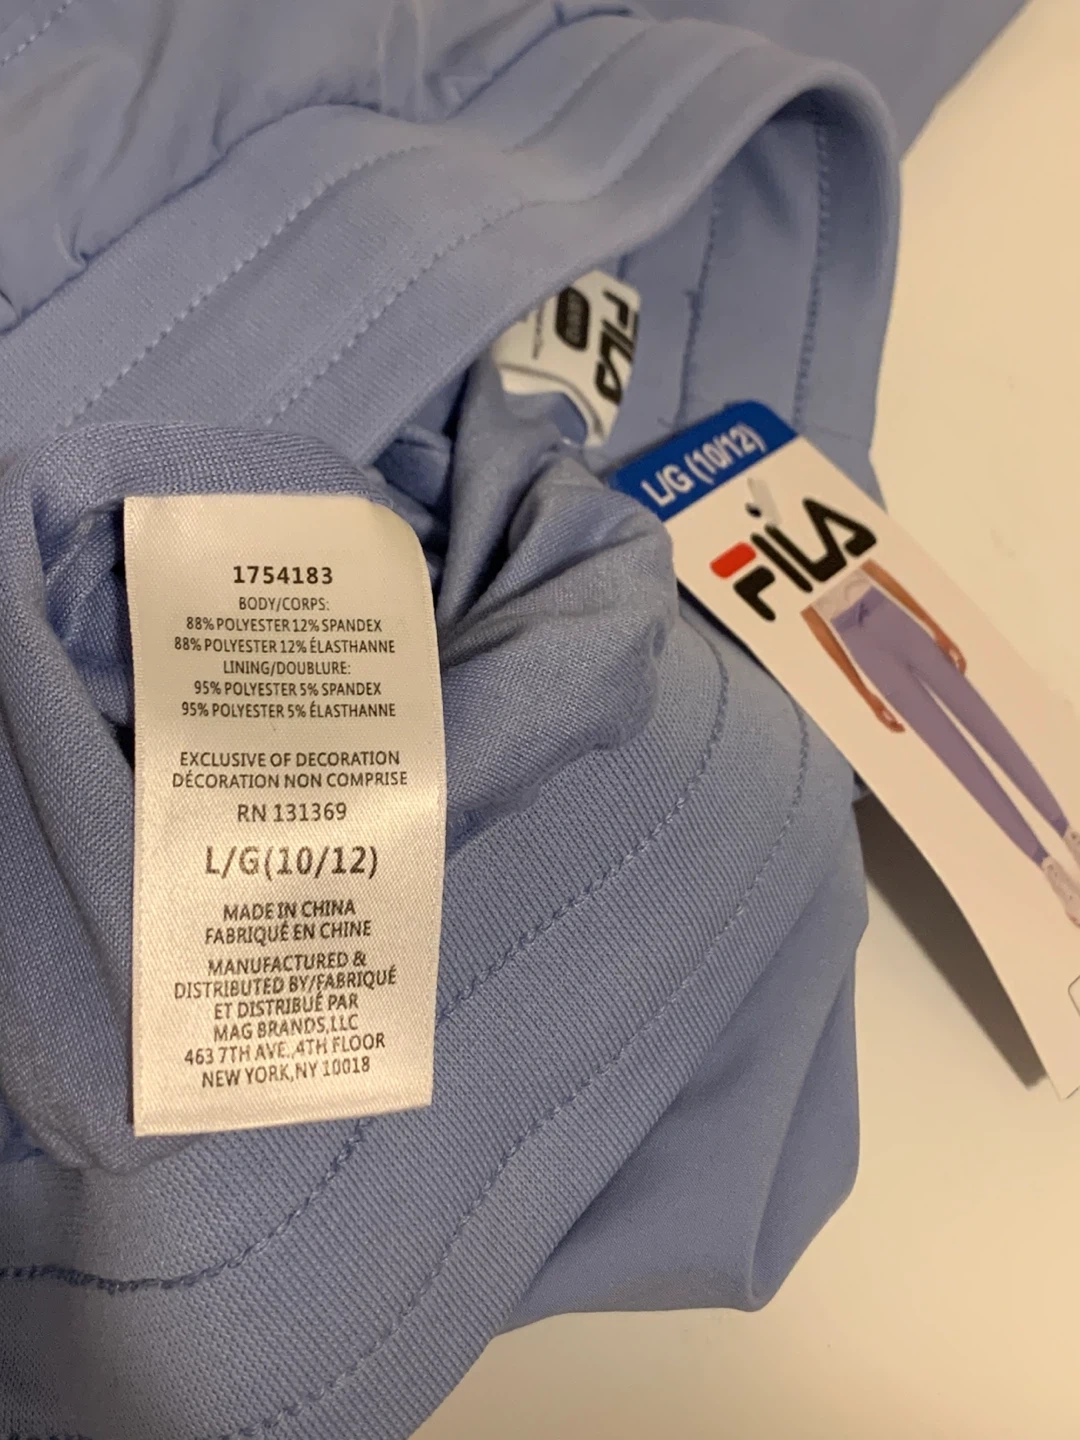 FILA
L/G (10/12)
FILA
1754183
BODY/CORPS:
88% POLYESTER 12% SPANDEX
88% POLYESTER 12% ÉLASTHANNE
LINING/DOUBLURE:
95% POLYESTER 5% SPANDEX
95% POLYESTER 5% ÉLASTHANNE
EXCLUSIVE OF DECORATION
DÉCORATION NON COMPRISE
RN 131369
L/G(10/12)
MADE IN CHINA
FABRIQUÉ EN CHINE
MANUFACTURED &
DISTRIBUTED BY/FABRIQUÉ
ET DISTRIBUÉ PAR
MAG BRANDS,LLC
463 7TH AVE.,4TH FLOOR
NEW YORK,NY 10018